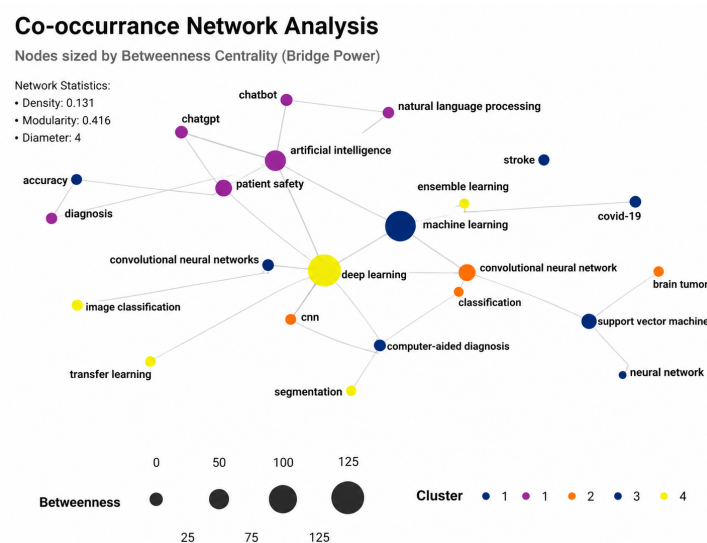 Co-occurrance Network Analysis
Nodes sized by Betweenness Centrality (Bridge Power)
Network Statistics:
• Density: 0.131
• Modularity: 0.416
• Diameter: 4
chatbot
natural language processing
chatgpt
artificial intelligence
stroke
accuracy
patient safety
ensemble learning
diagnosis
machine learning
covid-19
convolutional neural networks
deep learning
convolutional neural network
brain tumor
image classification
classification
cnn
support vector machine
computer-aided diagnosis
transfer learning
neural network
segmentation
0 50 100 125
Betweenness
Cluster 1 1 2 3 4
25 75 125